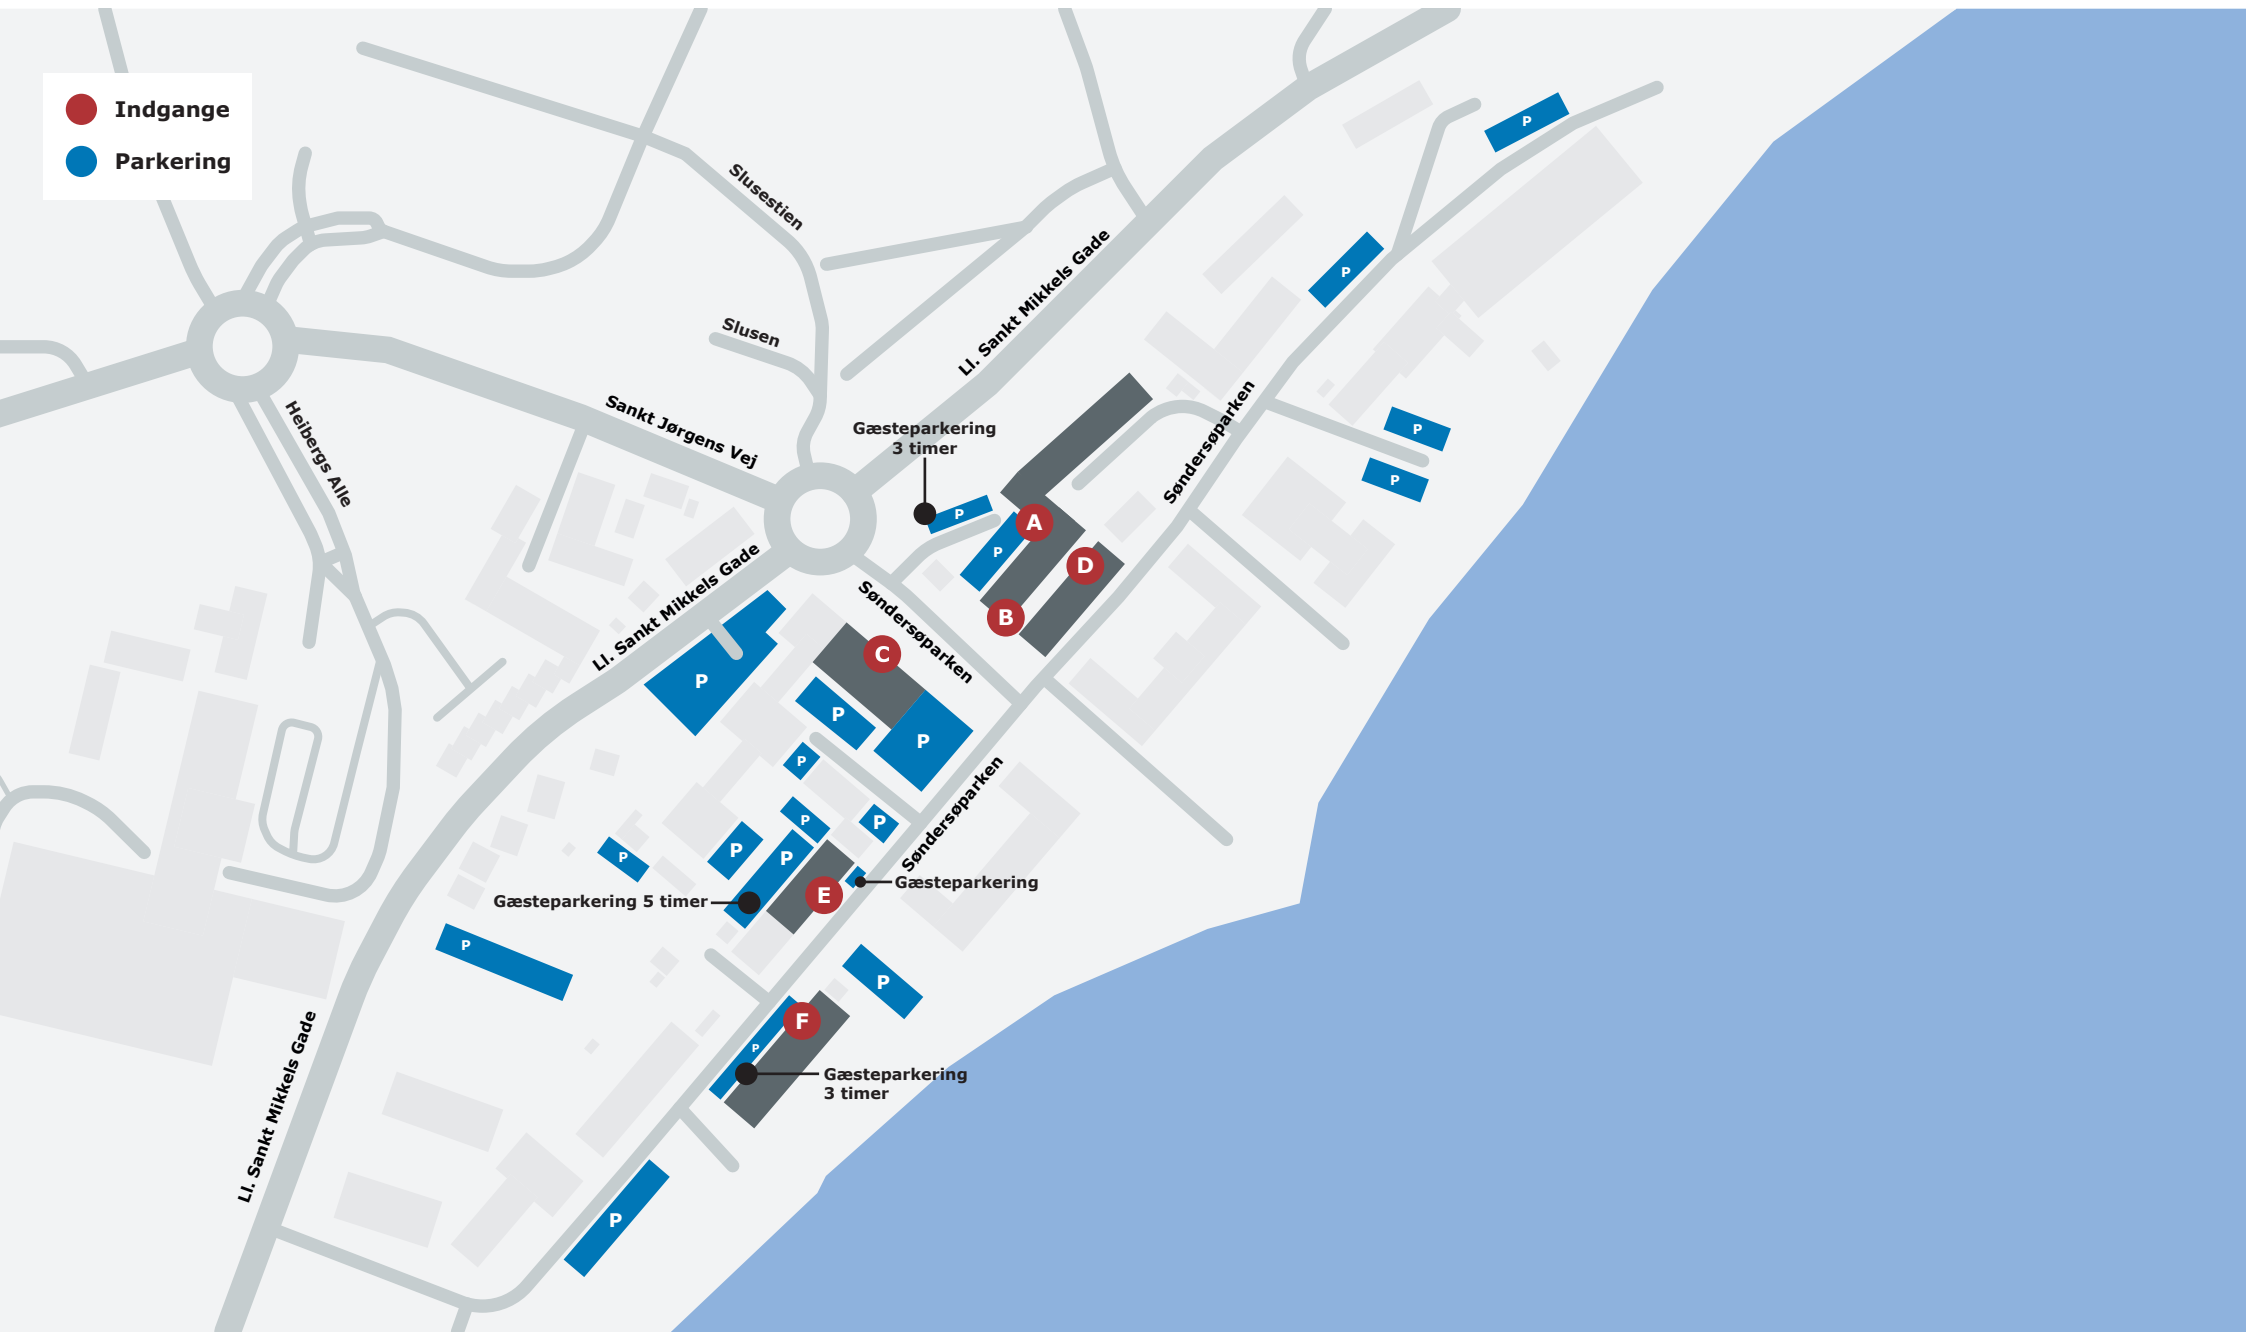 Indgange
Parkering
P
Slusestien
Ll. Sankt Mikkels Gade
P
Slusen
Sankt Jørgens Vej
Heibergs Alle
Søndersøparken
Gæsteparkering
3 timer
P
P
P
A
P
D
B
Ll. Sankt Mikkels Gade
Søndersøparken
C
P
P
P
P
Søndersøparken
P
P
P
P
P
Gæsteparkering
E
Gæsteparkering 5 timer
P
P
F
P
Gæsteparkering
3 timer
Ll. Sankt Mikkels Gade
P